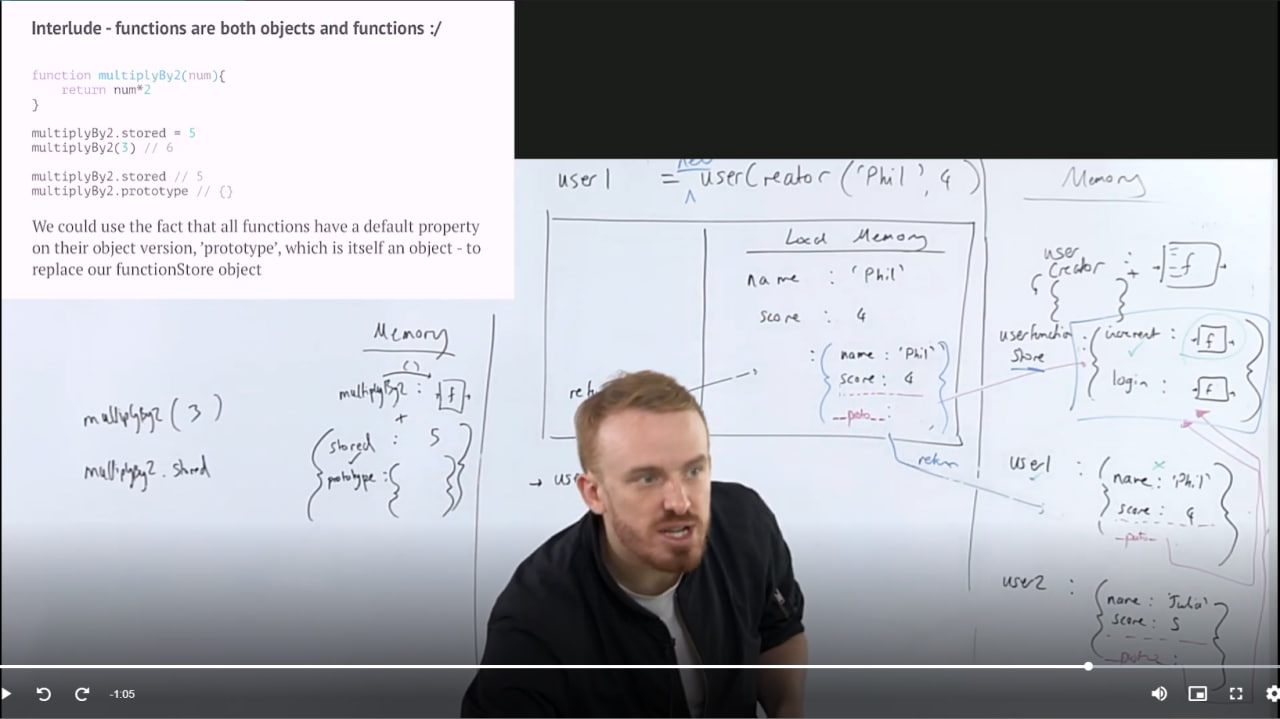 Interlude - functions are both objects and functions :/
function multiplyBy2(num){
return num*2
}
multiplyBy2.stored = 5
multiplyBy2(3) // 6
multiplyBy2.stored // 5
multiplyBy2.prototype // {}
We could use the fact that all functions have a default property
on their object version, 'prototype', which is itself an object - to
replace our functionStore object
Memory
multiplyBy2 : f
()
+
{ stored : 5
prototype : { } }
multiplyBy2 ( 3 )
multiplyBy2 . stored
user1 = new userCreator ('Phil', 4)
Local Memory
name : 'Phil'
score : 4
: { name : 'Phil'
score : 4
__proto__ : }
return
Memory
user
Creator : f
+
{ }
userfunction
Store : { increment : f
login : f }
user1 : { name : 'Phil'
score : 4
__proto__ }
user2 : { name : 'Julia'
score : 5
__proto__ : }
-1:05